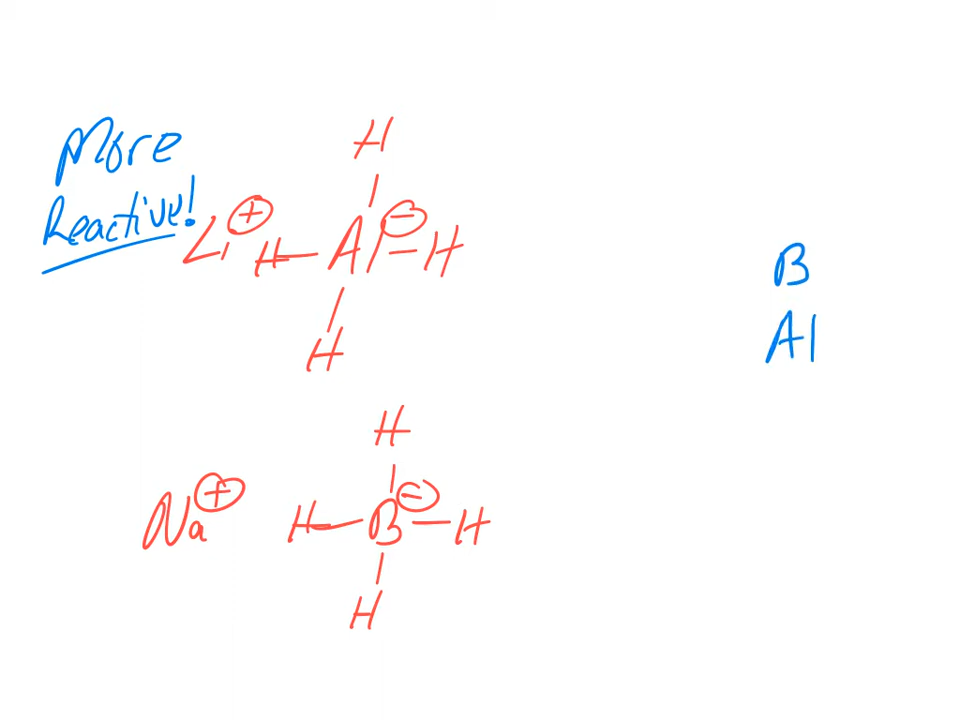 More
Reactive!
H
Li⊕ H—Al⊖—H
H
B
Al
H
Na⊕ H—B⊖—H
H